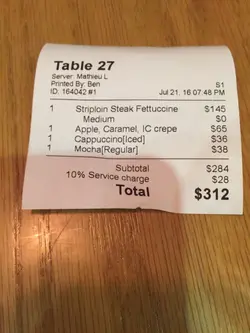 Table 27
Server: Mathieu L
Printed By: Ben S1
ID: 164042 #1 Jul 21, 16 07:48 PM
1 Striploin Steak Fettuccine $145
Medium $0
1 Apple, Caramel, IC crepe $65
1 Cappuccino[Iced] $36
1 Mocha[Regular] $38
Subtotal $284
10% Service charge $28
Total $312